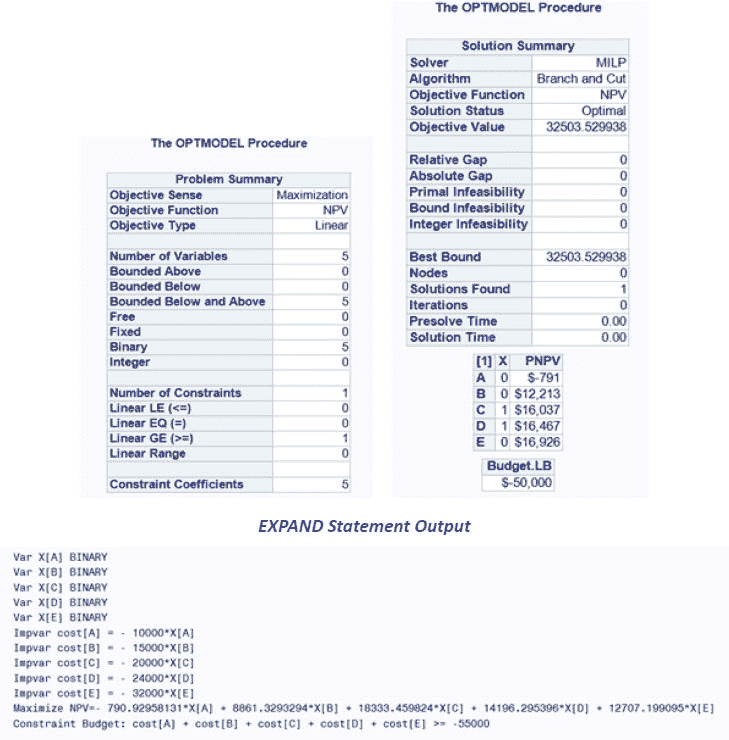 The OPTMODEL Procedure
Problem Summary
Objective Sense Maximization
Objective Function NPV
Objective Type Linear
Number of Variables 5
Bounded Above 0
Bounded Below 0
Bounded Below and Above 5
Free 0
Fixed 0
Binary 5
Integer 0
Number of Constraints 1
Linear LE (<=) 0
Linear EQ (=) 0
Linear GE (>=) 1
Linear Range 0
Constraint Coefficients 5
The OPTMODEL Procedure
Solution Summary
Solver MILP
Algorithm Branch and Cut
Objective Function NPV
Solution Status Optimal
Objective Value 32503.529938
Relative Gap 0
Absolute Gap 0
Primal Infeasibility 0
Bound Infeasibility 0
Integer Infeasibility 0
Best Bound 32503.529938
Nodes 0
Solutions Found 1
Iterations 0
Presolve Time 0.00
Solution Time 0.00
[1] X PNPV
A 0 $-791
B 0 $12,213
C 1 $16,037
D 1 $16,467
E 0 $16,926
Budget.LB
$-50,000
EXPAND Statement Output
Var X[A] BINARY
Var X[B] BINARY
Var X[C] BINARY
Var X[D] BINARY
Var X[E] BINARY
Impvar cost[A] = - 10000*X[A]
Impvar cost[B] = - 15000*X[B]
Impvar cost[C] = - 20000*X[C]
Impvar cost[D] = - 24000*X[D]
Impvar cost[E] = - 32000*X[E]
Maximize NPV=- 790.92958131*X[A] + 8861.3293294*X[B] + 18333.459824*X[C] + 14196.295396*X[D] + 12707.199095*X[E]
Constraint Budget: cost[A] + cost[B] + cost[C] + cost[D] + cost[E] >= -55000